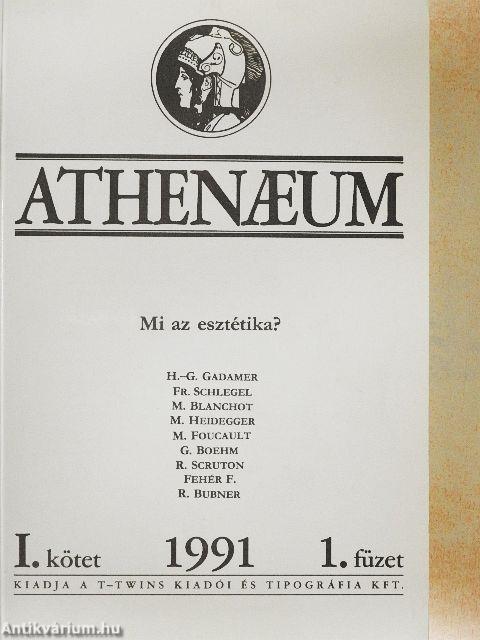 ATHENÆUM
Mi az esztétika?
H.–G. GADAMER
FR. SCHLEGEL
M. BLANCHOT
M. HEIDEGGER
M. FOUCAULT
G. BOEHM
R. SCRUTON
FEHÉR F.
R. BUBNER
I. kötet 1991 1. füzet
KIADJA A T–TWINS KIADÓI ÉS TIPOGRÁFIA KFT.
Antikvárium.hu